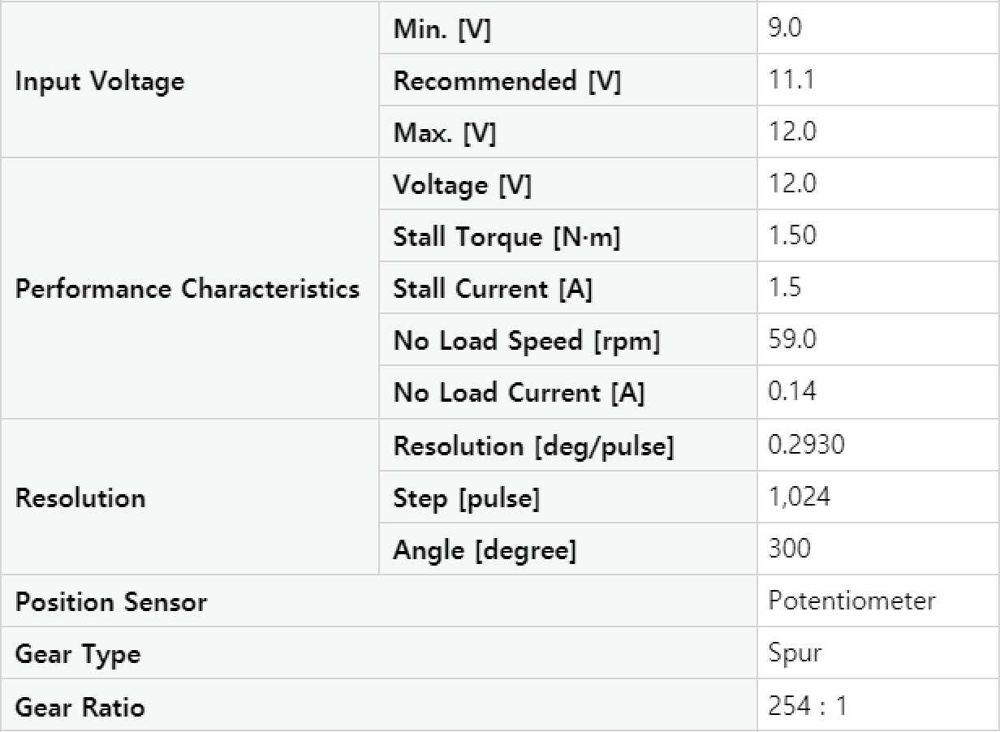 Input Voltage
Min. [V] 9.0
Recommended [V] 11.1
Max. [V] 12.0
Performance Characteristics
Voltage [V] 12.0
Stall Torque [N·m] 1.50
Stall Current [A] 1.5
No Load Speed [rpm] 59.0
No Load Current [A] 0.14
Resolution
Resolution [deg/pulse] 0.2930
Step [pulse] 1,024
Angle [degree] 300
Position Sensor Potentiometer
Gear Type Spur
Gear Ratio 254 : 1